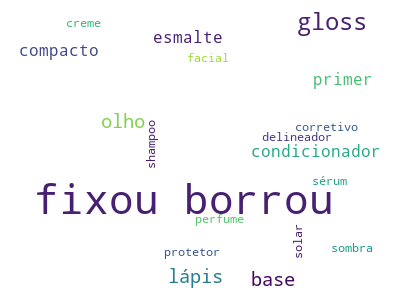 creme
gloss
esmalte
compacto
facial
primer
olho
shampoo
corretivo
delineador
condicionador
sérum
fixou borrou
perfume
solar
protetor
sombra
lápis
base